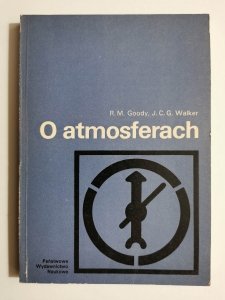 R. M. Goody, J. C. G. Walker
O atmosferach
Państwowe
Wydawnictwo
Naukowe